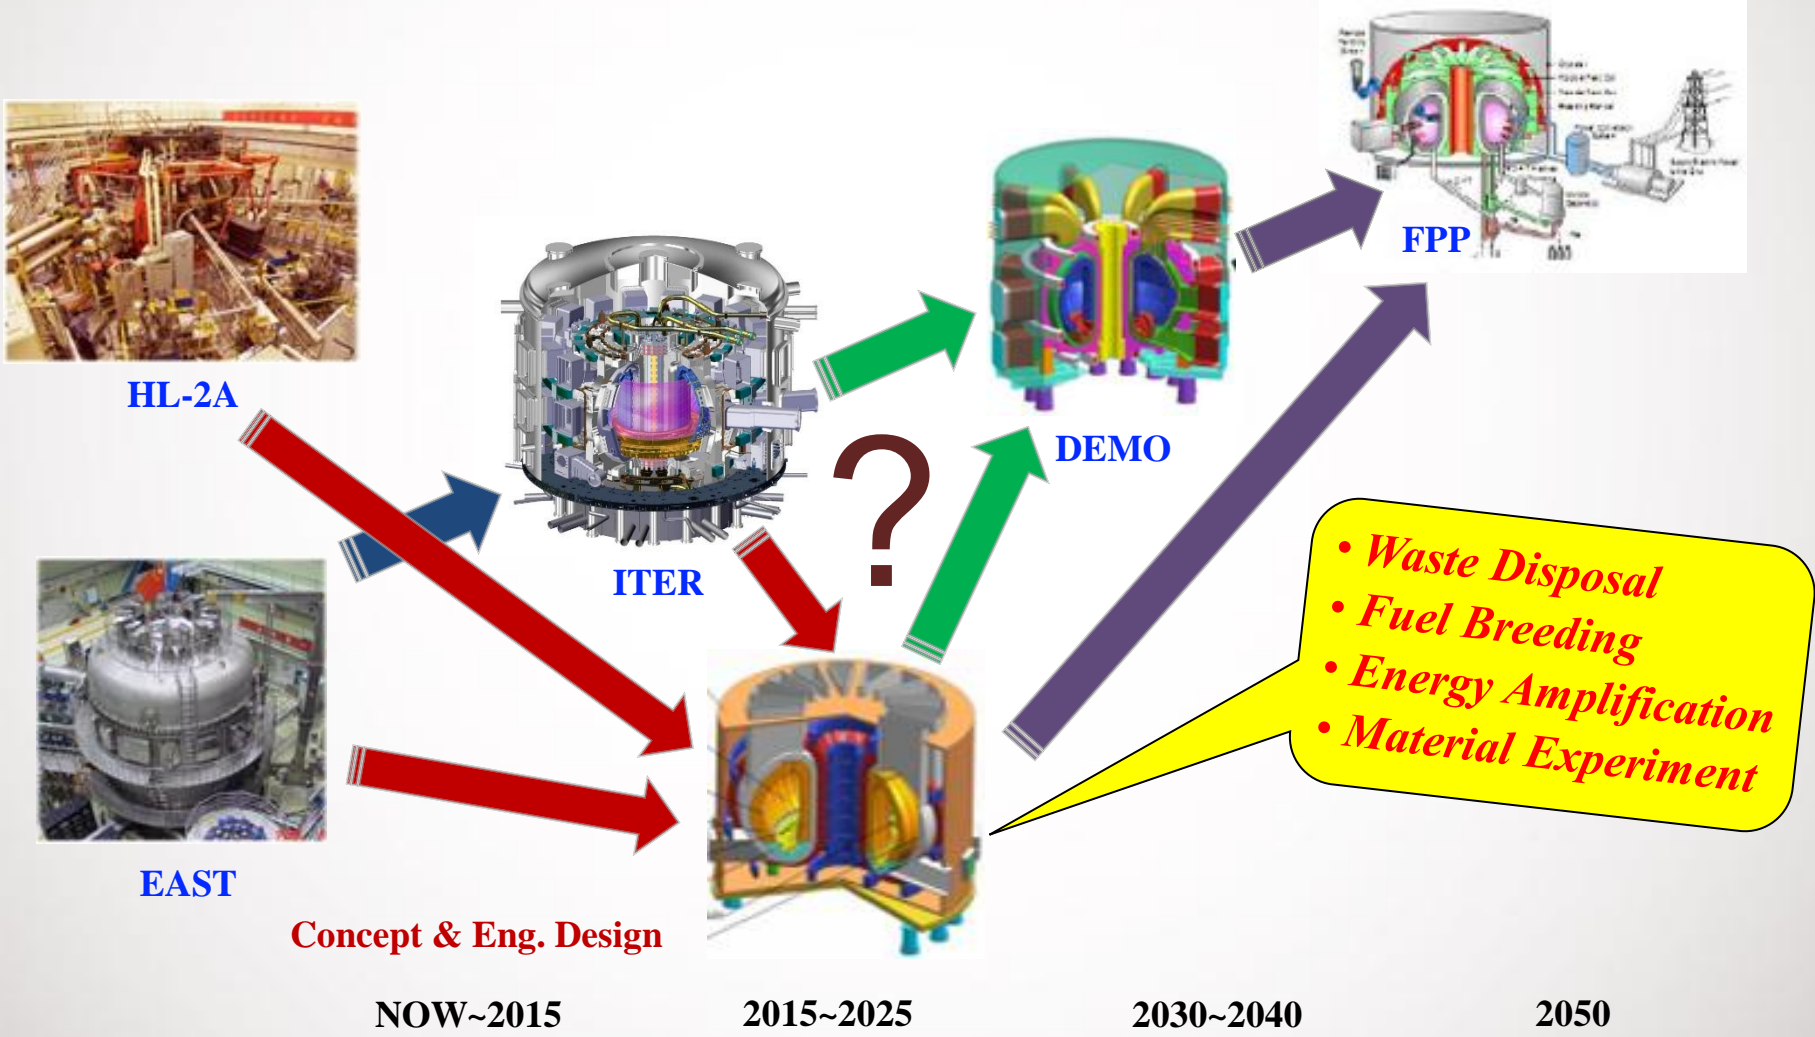 FPP
HL-2A
DEMO
?
ITER
• Waste Disposal
• Fuel Breeding
• Energy Amplification
• Material Experiment
EAST
Concept & Eng. Design
NOW~2015
2015~2025
2030~2040
2050